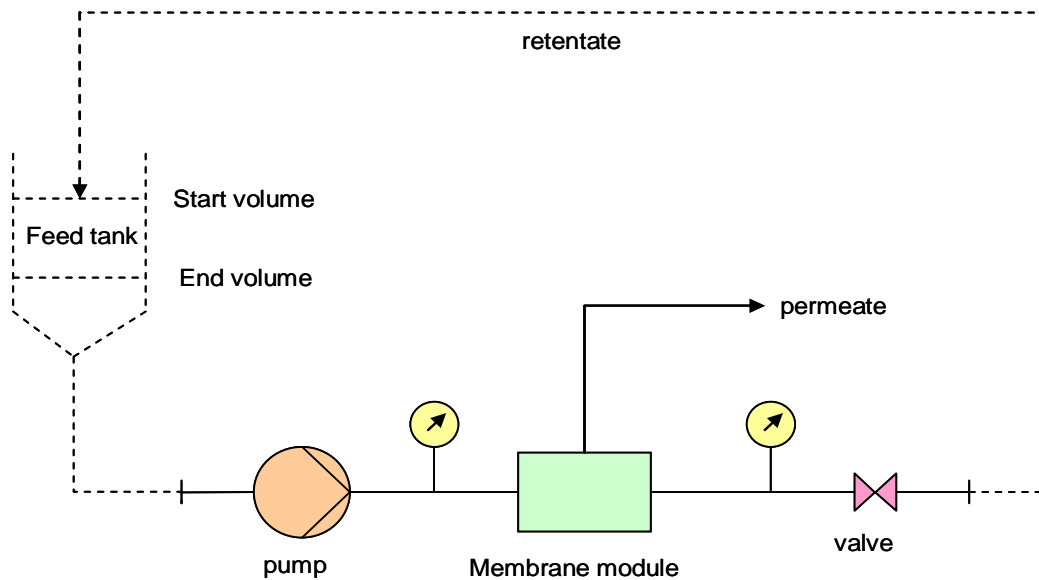 retentate
Start volume
Feed tank
End volume
permeate
pump
Membrane module
valve